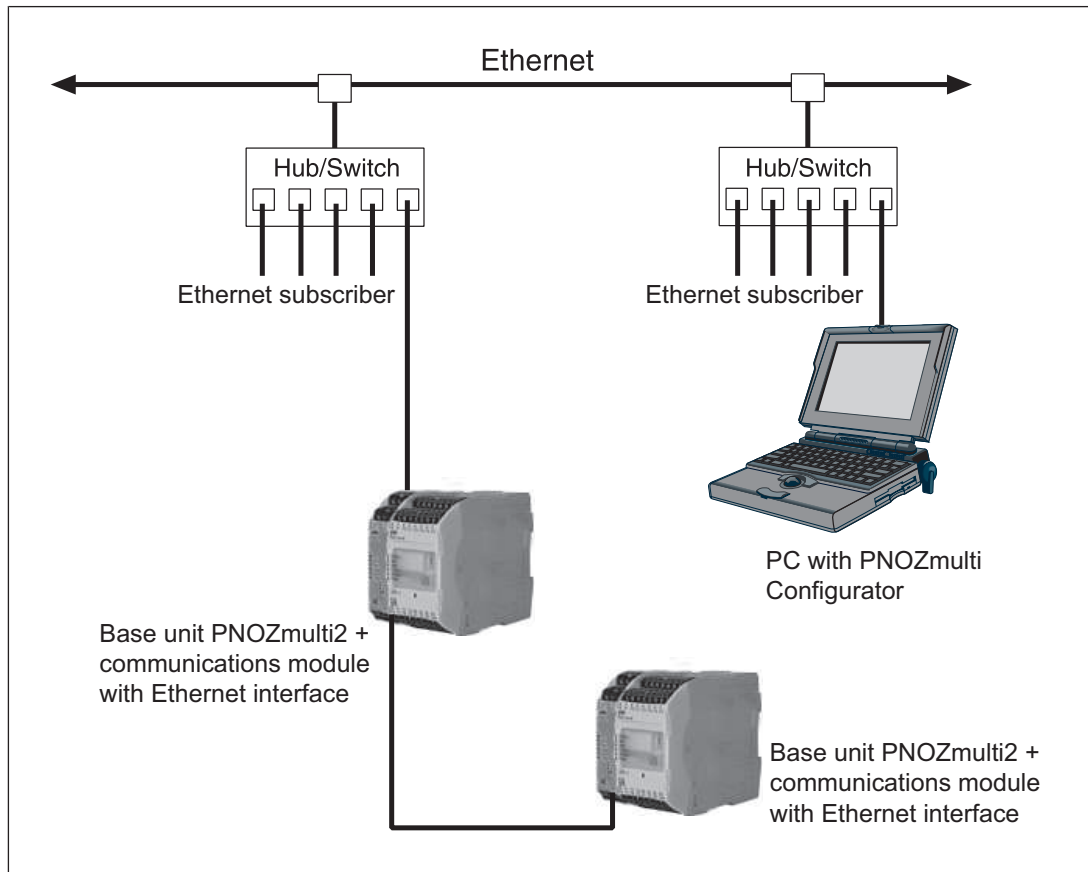 Ethernet
Hub/Switch
Hub/Switch
Ethernet subscriber
Ethernet subscriber
PC with PNOZmulti
Configurator
Base unit PNOZmulti2 +
communications module
with Ethernet interface
Base unit PNOZmulti2 +
communications module
with Ethernet interface